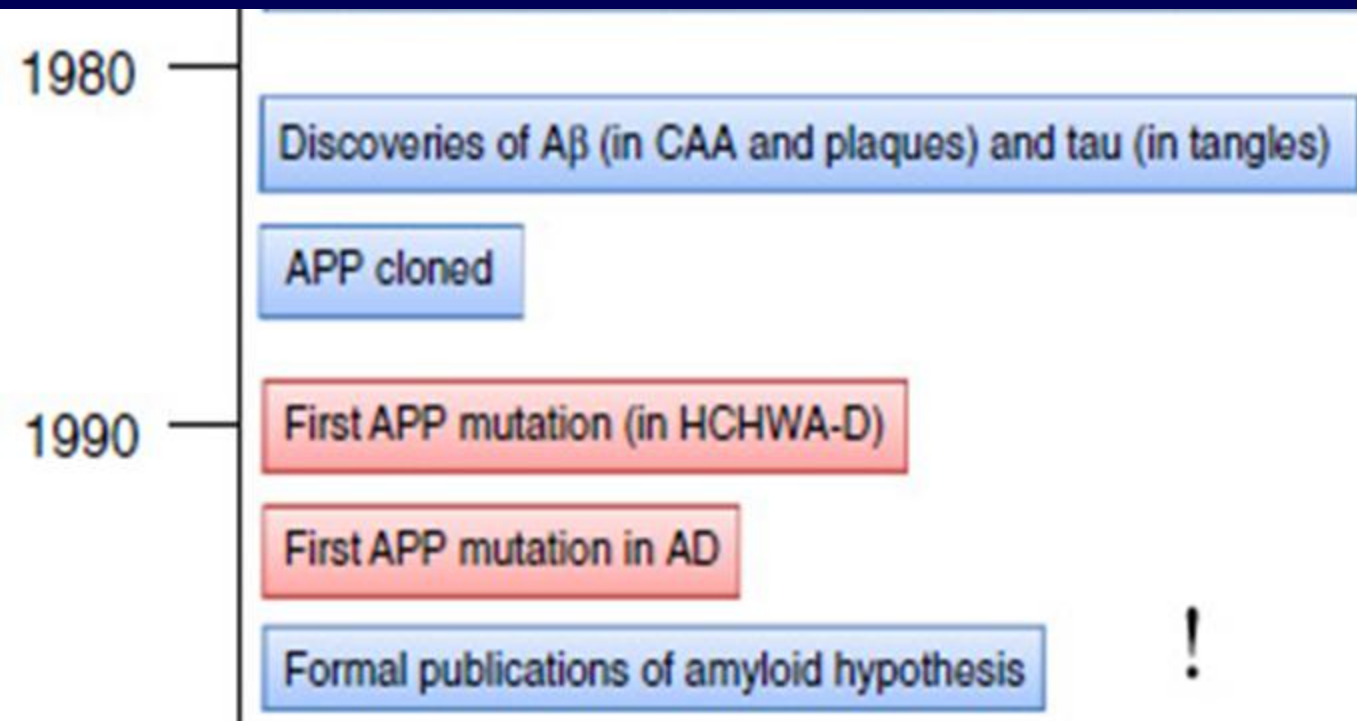 1980
Discoveries of Aβ (in CAA and plaques) and tau (in tangles)
APP cloned
1990
First APP mutation (in HCHWA-D)
First APP mutation in AD
Formal publications of amyloid hypothesis
!